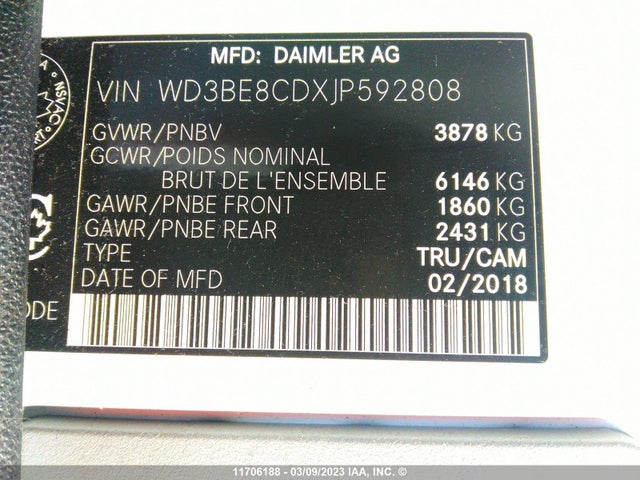 MFD: DAIMLER AG
VIN WD3BE8CDXJP592808
GVWR/PNBV 3878 KG
GCWR/POIDS NOMINAL
BRUT DE L'ENSEMBLE 6146 KG
GAWR/PNBE FRONT 1860 KG
GAWR/PNBE REAR 2431 KG
TYPE TRU/CAM
DATE OF MFD 02/2018
NSVAC
ODE
11706188 - 03/09/2023 IAA, INC. ©